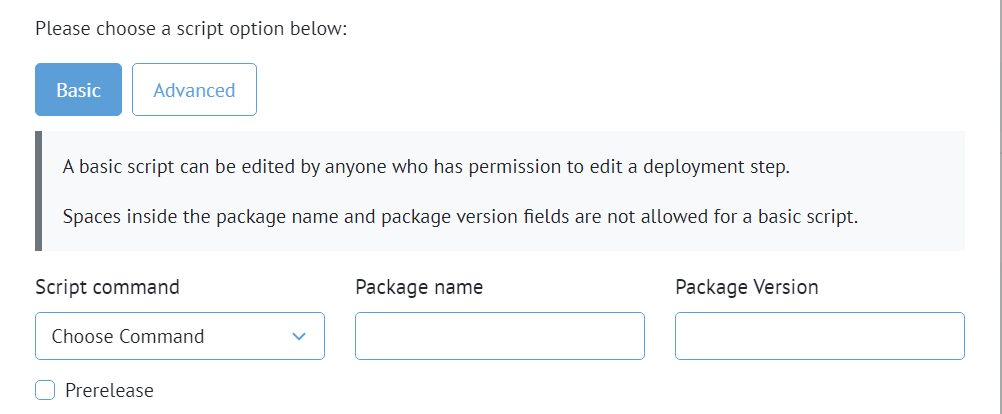 Please choose a script option below:
Basic Advanced
A basic script can be edited by anyone who has permission to edit a deployment step.
Spaces inside the package name and package version fields are not allowed for a basic script.
Script command Package name Package Version
Choose Command
Prerelease